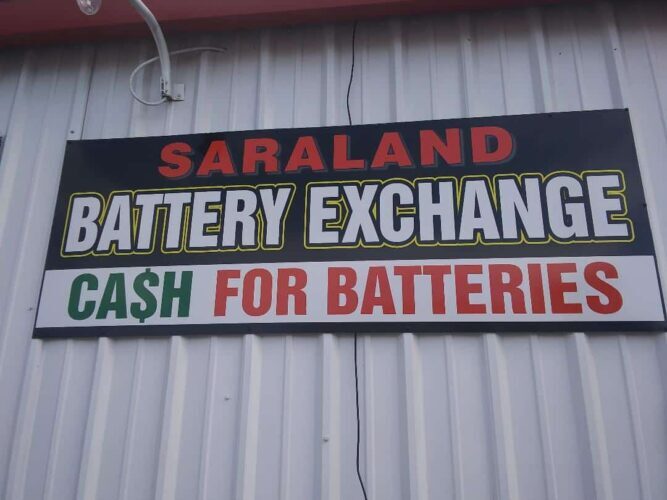 SARALAND
BATTERY EXCHANGE
CA$H FOR BATTERIES